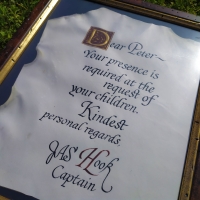 Dear Peter~
Your presence is
required at the
request of
your children.
Kindest
personal regards,
JAS Hook
Captain